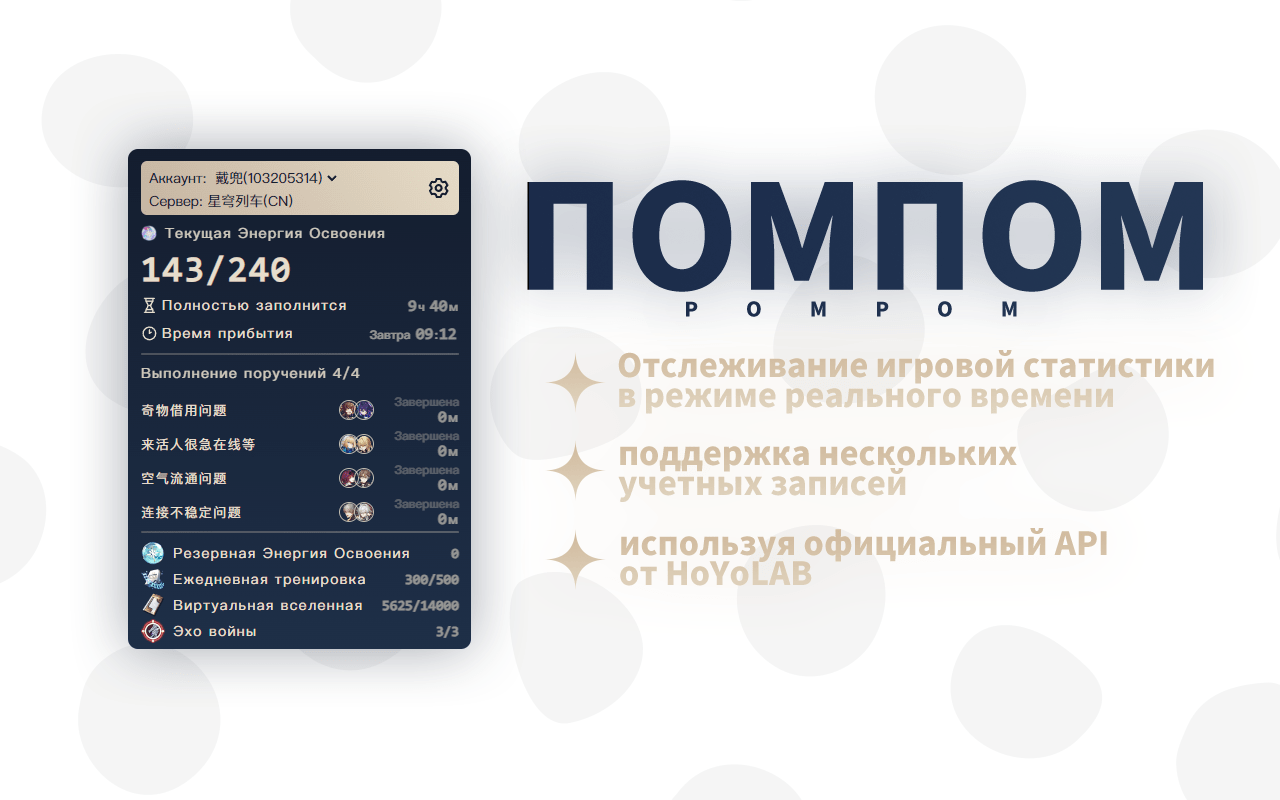 Аккаунт: 戴兜(103205314)
Сервер: 星穹列车(CN)
Текущая Энергия Освоения
143/240
Полностью заполнится 9ч 40м
Время прибытия Завтра 09:12
Выполнение поручений 4/4
奇物借用问题 Завершена 0м
来活人很急在线等 Завершена 0м
空气流通问题 Завершена 0м
连接不稳定问题 Завершена 0м
Резервная Энергия Освоения 0
Ежедневная тренировка 300/500
Виртуальная вселенная 5625/14000
Эхо войны 3/3
ПОМПОМ
POMPOM
Отслеживание игровой статистики
в режиме реального времени
поддержка нескольких
учетных записей
используя официальный API
от HoYoLAB